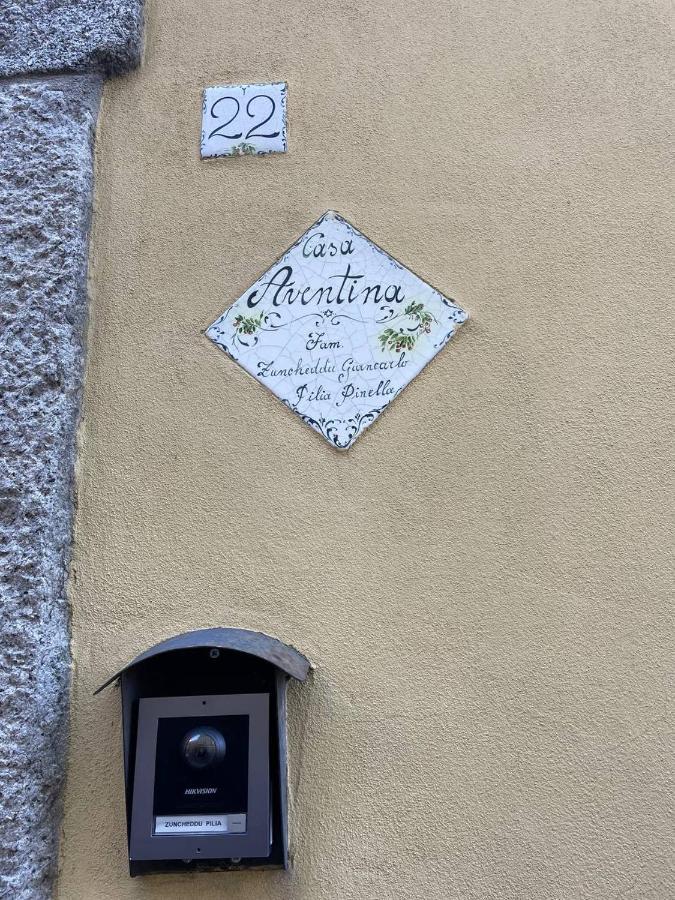 22
Casa
Aventina
Fam.
Zuncheddu Giancarlo
Pilia Pinella
HIKVISION
ZUNCHEDDU PILIA